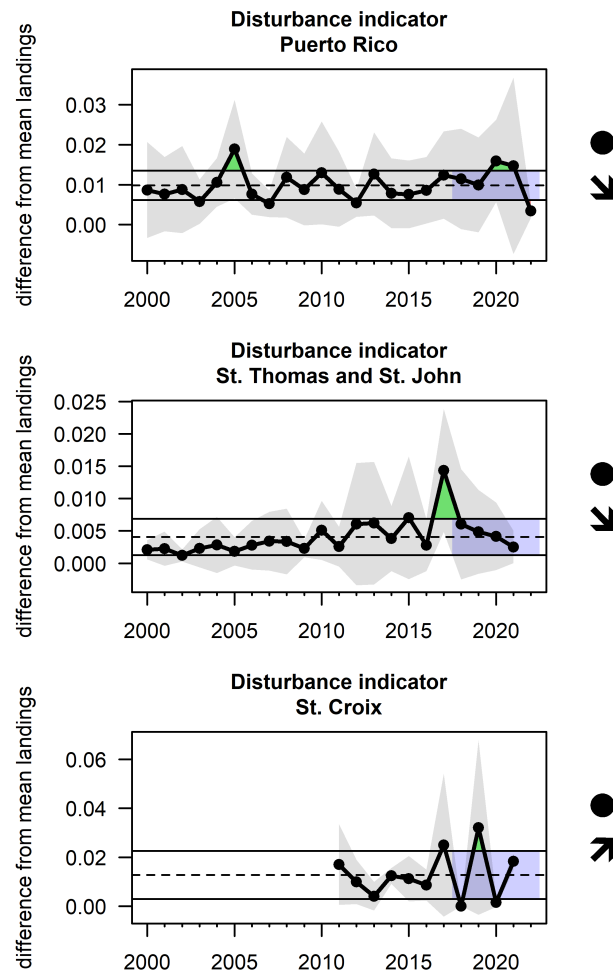 Disturbance indicator
Puerto Rico
difference from mean landings
0.03
0.02
0.01
0.00
2000 2005 2010 2015 2020
Disturbance indicator
St. Thomas and St. John
difference from mean landings
0.025
0.020
0.015
0.010
0.005
0.000
2000 2005 2010 2015 2020
Disturbance indicator
St. Croix
difference from mean landings
0.06
0.04
0.02
0.00
2000 2005 2010 2015 2020